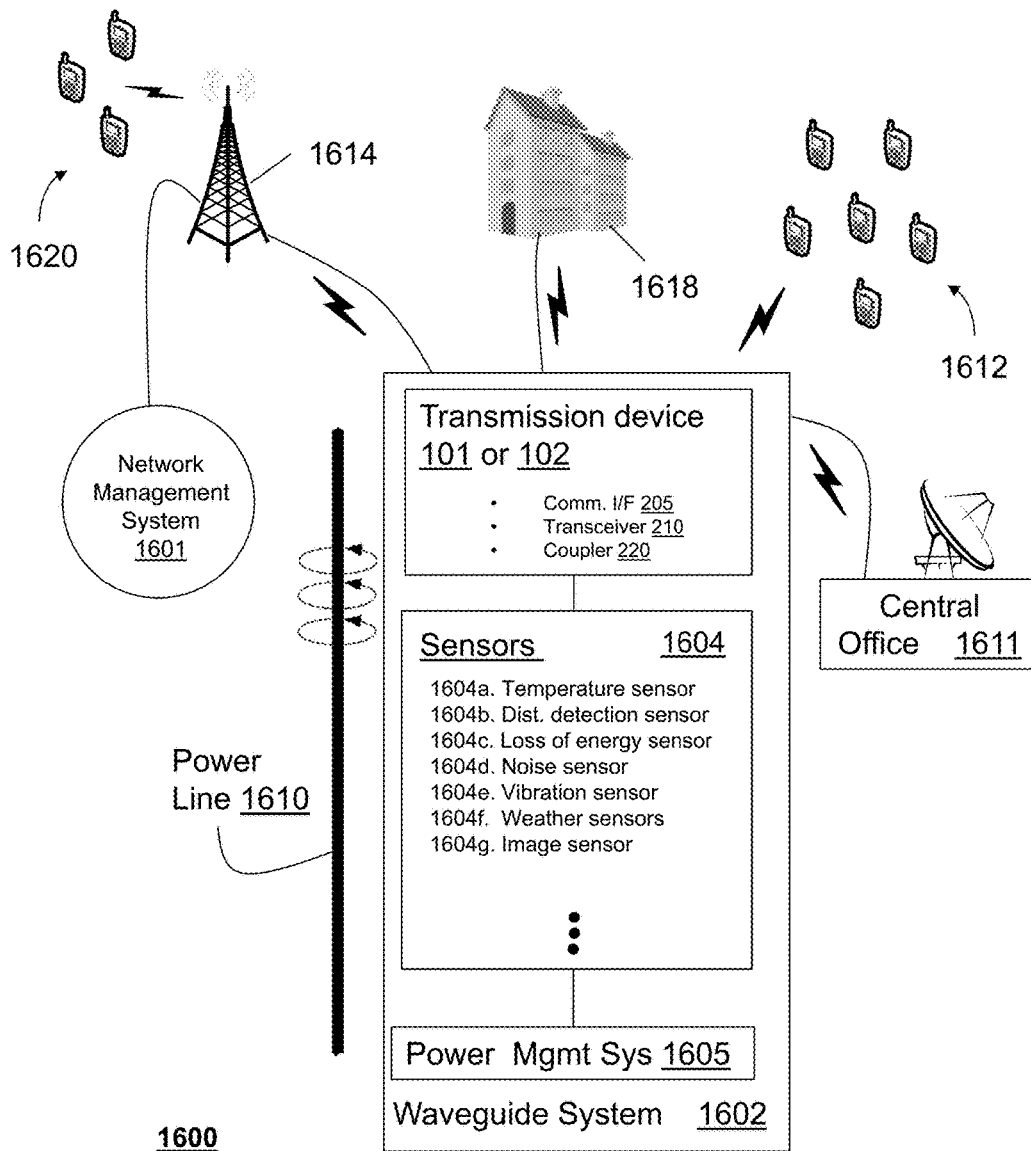 1614
1620
1618
1612
Network
Management
System
1601
Transmission device
101 or 102
• Comm. I/F 205
• Transceiver 210
• Coupler 220
Central
Office 1611
Sensors 1604
1604a. Temperature sensor
1604b. Dist. detection sensor
1604c. Loss of energy sensor
1604d. Noise sensor
1604e. Vibration sensor
1604f. Weather sensors
1604g. Image sensor
Power
Line 1610
Power Mgmt Sys 1605
Waveguide System 1602
1600